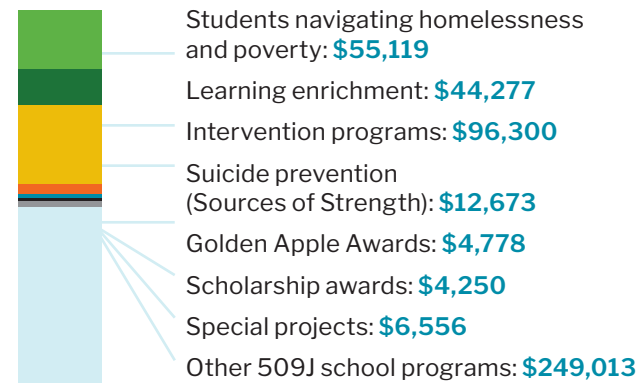 Students navigating homelessness
and poverty: $55,119
Learning enrichment: $44,277
Intervention programs: $96,300
Suicide prevention
(Sources of Strength): $12,673
Golden Apple Awards: $4,778
Scholarship awards: $4,250
Special projects: $6,556
Other 509J school programs: $249,013